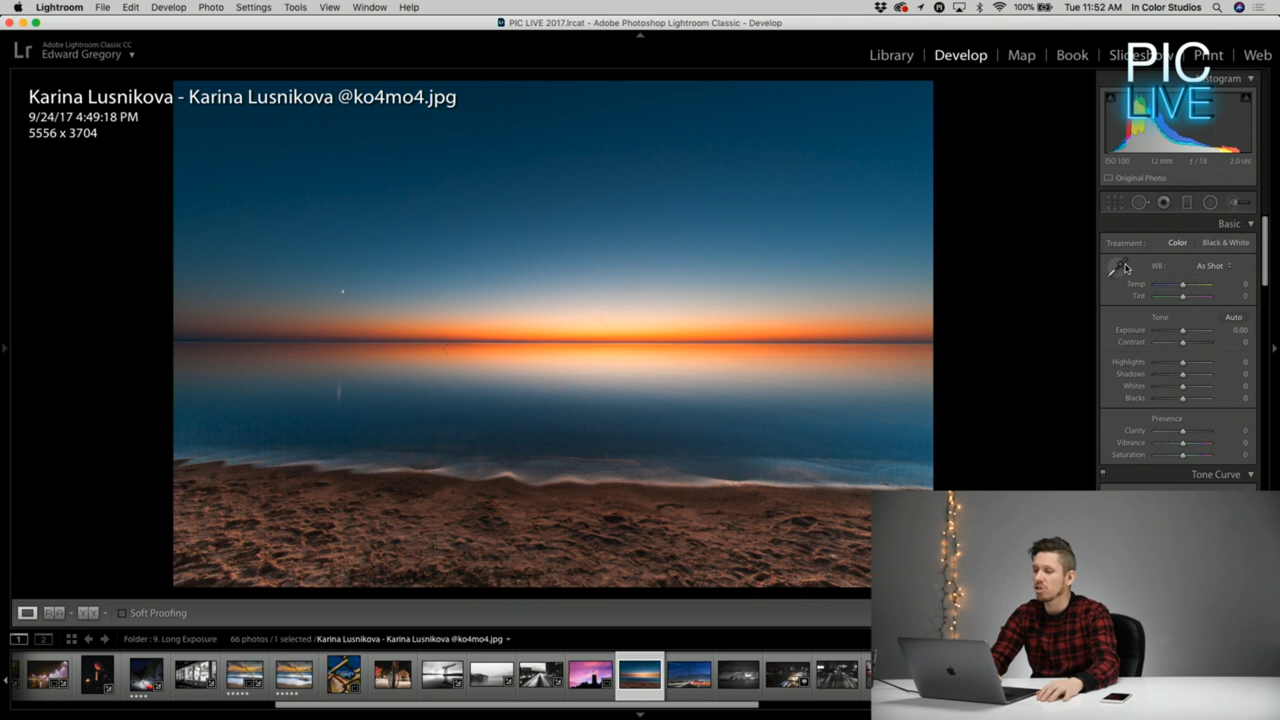 Lightroom File Edit Develop Photo Settings Tools View Window Help 100% Tue 11:52 AM In Color Studios
PIC LIVE 2017.lrcat - Adobe Photoshop Lightroom Classic - Develop
Lr Adobe Lightroom Classic CC
Edward Gregory
Library | Develop | Map | Book | Slideshow | Print | Web
PIC
LIVE
Histogram
Karina Lusnikova - Karina Lusnikova @ko4mo4.jpg
9/24/17 4:49:18 PM
5556 x 3704
ISO 100 12 mm ƒ / 18 2.0 sec
Original Photo
Basic
Treatment : Color Black & White
WB : As Shot
Temp 0
Tint 0
Tone Auto
Exposure 0.00
Contrast 0
Highlights 0
Shadows 0
Whites 0
Blacks 0
Presence
Clarity 0
Vibrance 0
Saturation 0
Tone Curve
Soft Proofing
1 2 Folder : 9. Long Exposure 66 photos / 1 selected / Karina Lusnikova - Karina Lusnikova @ko4mo4.jpg